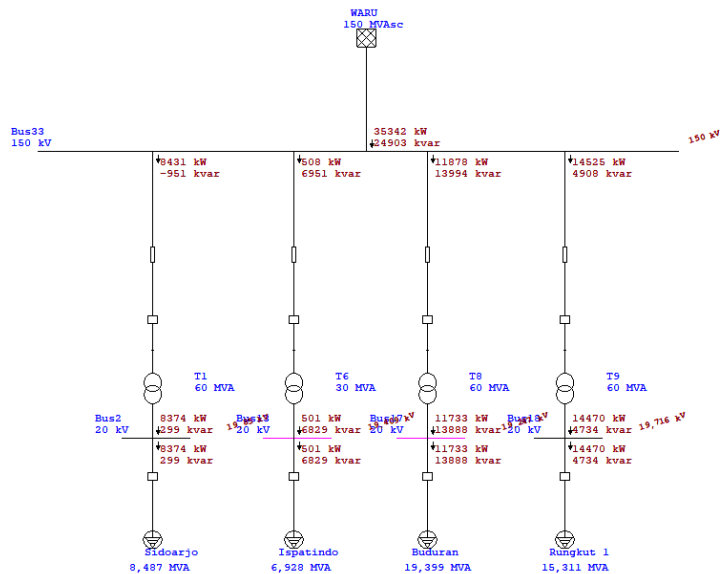 WARU
150 MVAsc
Bus33
150 kV
35342 kW
24903 kvar
150 kV
8431 kW
-951 kvar
508 kW
6951 kvar
11878 kW
13994 kvar
14525 kW
4908 kvar
T1
60 MVA
T6
30 MVA
T8
60 MVA
T9
60 MVA
Bus2
20 kV
8374 kW
299 kvar
20 kV
501 kW
6829 kvar
20 kV
11733 kW
13888 kvar
20 kV
14470 kW
4734 kvar
19,716 kV
8374 kW
299 kvar
501 kW
6829 kvar
11733 kW
13888 kvar
14470 kW
4734 kvar
Sidoarjo
8,487 MVA
Ispatindo
6,928 MVA
Buduran
19,399 MVA
Rungkut 1
15,311 MVA